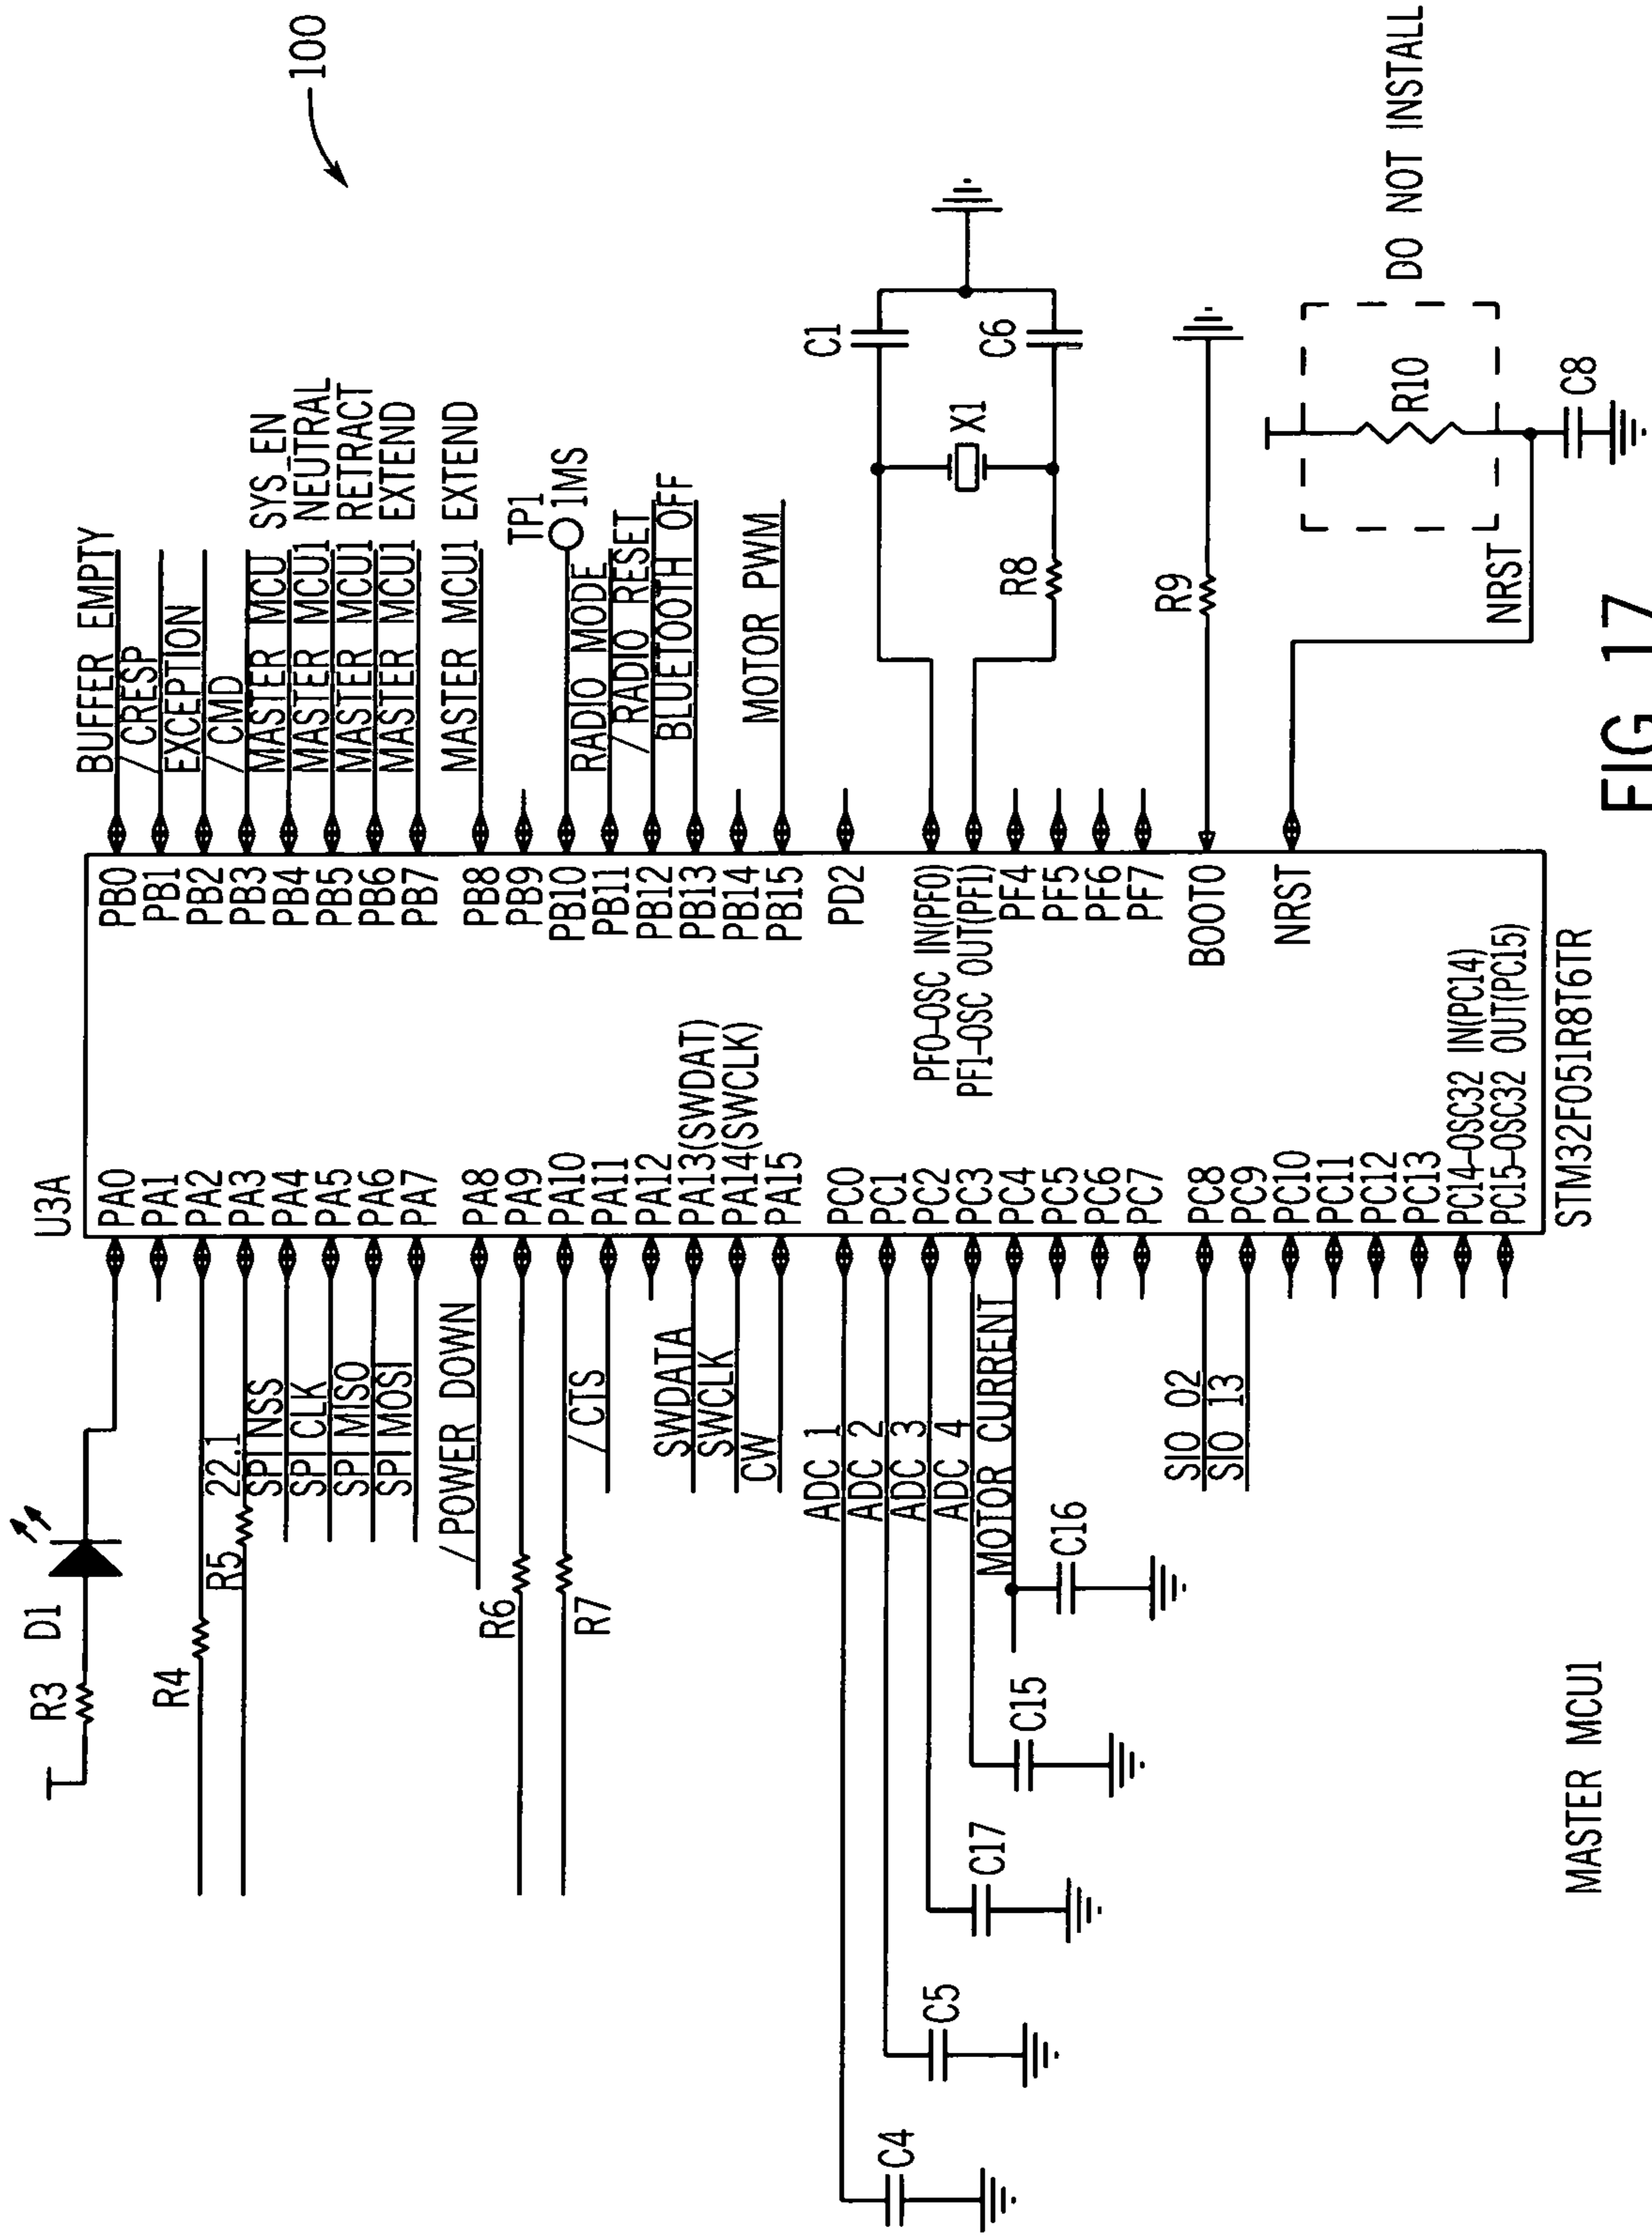 100
U3A
R3
D1
R4
R5
22.1
SPI NSS
SPI CLK
SPI MISO
SPI MOSI
/POWER DOWN
R6
R7
/CTS
SWDATA
SWCLK
CW
ADC 1
ADC 2
ADC 3
ADC 4
MOTOR CURRENT
C16
C15
C17
C5
C4
SIO 02
SIO 13
PA0
PA1
PA2
PA3
PA4
PA5
PA6
PA7
PA8
PA9
PA10
PA11
PA12
PA13(SWDAT)
PA14(SWCLK)
PA15
PC0
PC1
PC2
PC3
PC4
PC5
PC6
PC7
PC8
PC9
PC10
PC11
PC12
PC13
PC14-OSC32 IN(PC14)
PC15-OSC32 OUT(PC15)
PB0
PB1
PB2
PB3
PB4
PB5
PB6
PB7
PB8
PB9
PB10
PB11
PB12
PB13
PB14
PB15
PD2
PF0-OSC IN(PF0)
PF1-OSC OUT(PF1)
PF4
PF5
PF6
PF7
BOOT0
NRST
STM32F051R8T6TR
BUFFER EMPTY
/CRESP
EXCEPTION
/CMD
MASTER MCU SYS_EN
MASTER MCU1 NEUTRAL
MASTER MCU1 RETRACT
MASTER MCU1 EXTEND
MASTER MCU1 EXTEND
TP1
1MS
RADIO MODE
/RADIO RESET
BLUETOOTH OFF
MOTOR PWM
C1
X1
C6
R8
R9
NRST
R10
DO NOT INSTALL
C8
MASTER MCU1
FIG 17